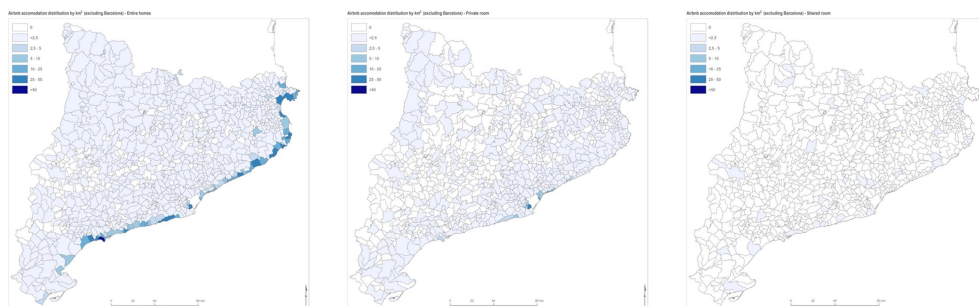 Airbnb accomodation distribution by km² (excluding Barcelona) - Entire homes
0
<2,5
2,5 - 5
5 - 10
10 - 25
25 - 50
>50
Airbnb accomodation distribution by km² (excluding Barcelona) - Private room
0
<2,5
2,5 - 5
5 - 10
10 - 25
25 - 50
>50
Airbnb accomodation distribution by km² (excluding Barcelona) - Shared room
0
<2,5
2,5 - 5
5 - 10
10 - 25
25 - 50
>50